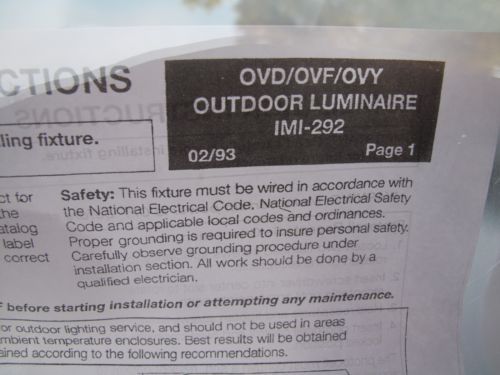 CTIONS
OVD/OVF/OVY
OUTDOOR LUMINAIRE
IMI-292
02/93 Page 1
ling fixture.
ct for
the
atalog
label
correct
Safety: This fixture must be wired in accordance with
the National Electrical Code, National Electrical Safety
Code and applicable local codes and ordinances.
Proper grounding is required to insure personal safety.
Carefully observe grounding procedure under
installation section. All work should be done by a
qualified electrician.
F before starting installation or attempting any maintenance.
or outdoor lighting service, and should not be used in areas
mbient temperature enclosures. Best results will be obtained
ained according to the following recommendations.